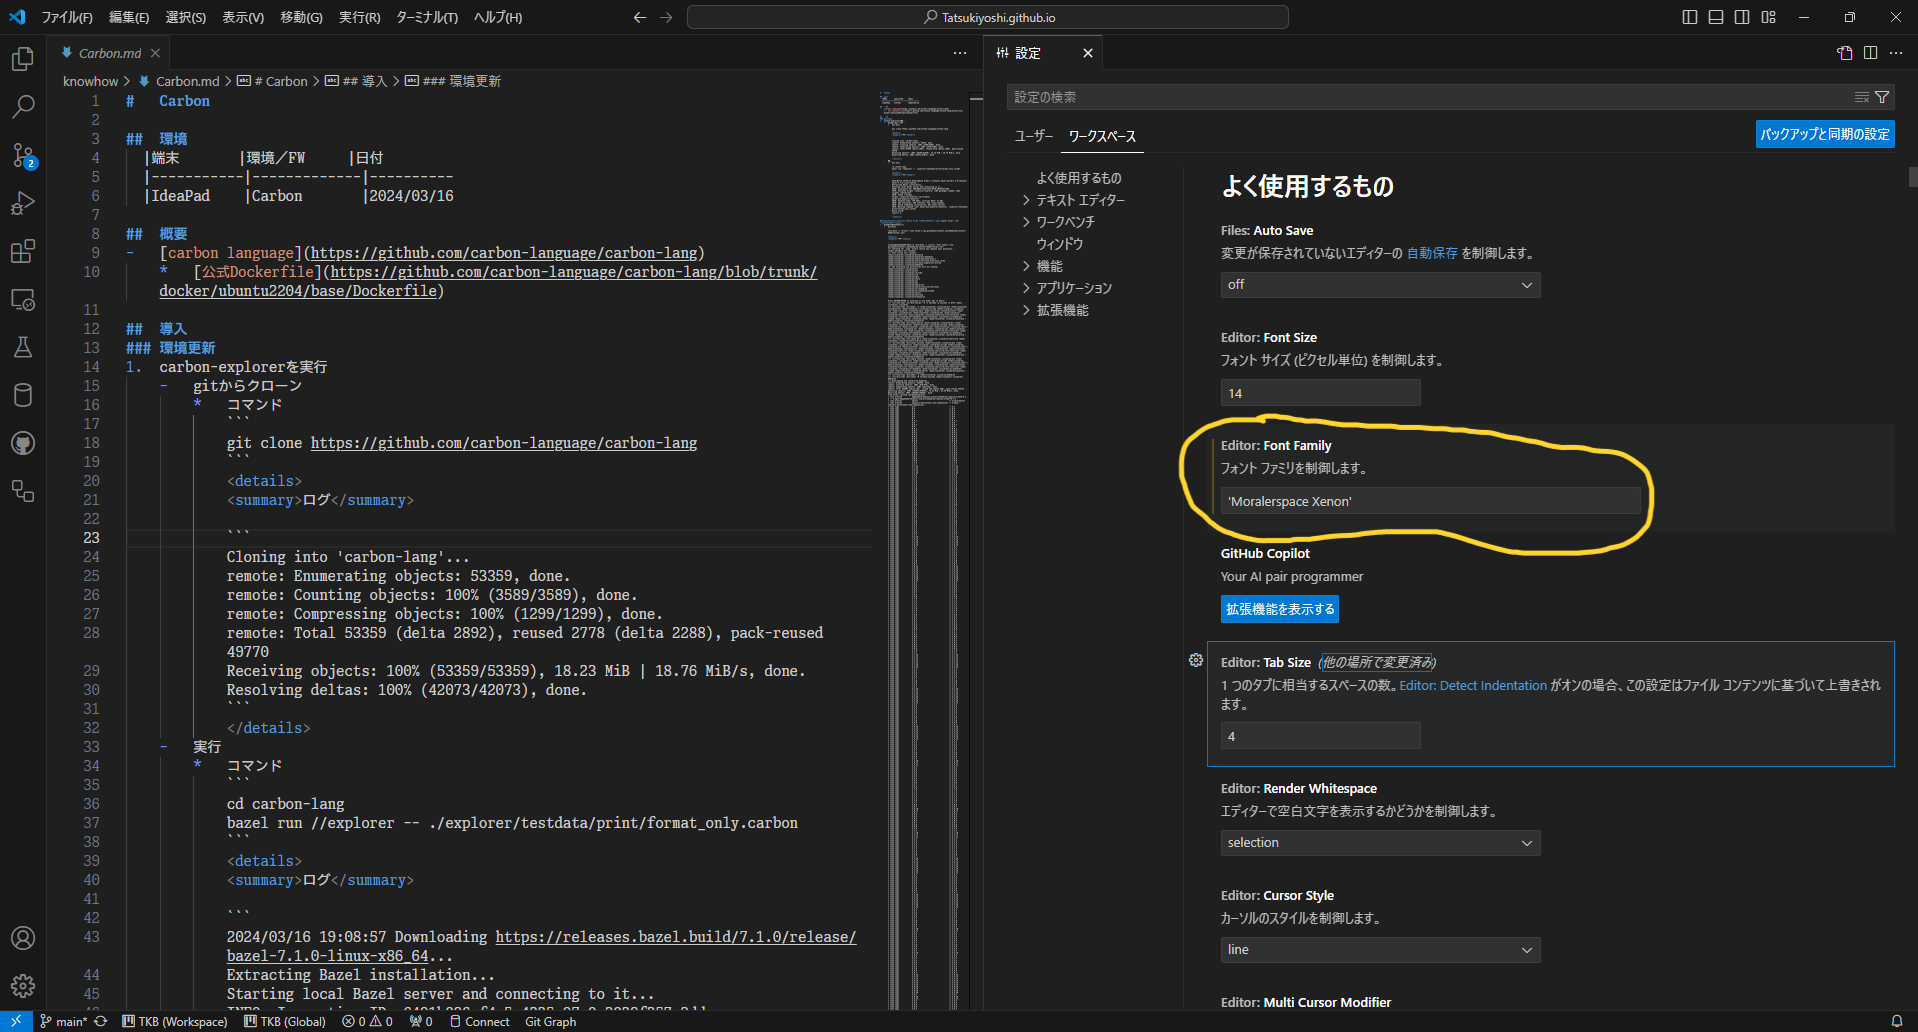 ファイル(F) 編集(E) 選択(S) 表示(V) 移動(G) 実行(R) ターミナル(T) ヘルプ(H)
Tatsukiyoshi.github.io
Carbon.md
knowhow > Carbon.md > # Carbon > ## 導入 > ### 環境更新
1 # Carbon
2
3 ## 環境
4 |端末 |環境／FW |日付
5 |-----------|-------------|----------
6 |IdeaPad |Carbon |2024/03/16
7
8 ## 概要
9 - [carbon language](https://github.com/carbon-language/carbon-lang)
10 * [公式Dockerfile](https://github.com/carbon-language/carbon-lang/blob/trunk/
docker/ubuntu2204/base/Dockerfile)
11
12 ## 導入
13 ### 環境更新
14 1. carbon-explorerを実行
15 - gitからクローン
16 * コマンド
17 ```
18 git clone https://github.com/carbon-language/carbon-lang
19 ```
20 <details>
21 <summary>ログ</summary>
22
23 ```
24 Cloning into 'carbon-lang'...
25 remote: Enumerating objects: 53359, done.
26 remote: Counting objects: 100% (3589/3589), done.
27 remote: Compressing objects: 100% (1299/1299), done.
28 remote: Total 53359 (delta 2892), reused 2778 (delta 2288), pack-reused
49770
29 Receiving objects: 100% (53359/53359), 18.23 MiB | 18.76 MiB/s, done.
30 Resolving deltas: 100% (42073/42073), done.
31 ```
32 </details>
33 - 実行
34 * コマンド
35 ```
36 cd carbon-lang
37 bazel run //explorer -- ./explorer/testdata/print/format_only.carbon
38 ```
39 <details>
40 <summary>ログ</summary>
41
42 ```
43 2024/03/16 19:08:57 Downloading https://releases.bazel.build/7.1.0/release/
bazel-7.1.0-linux-x86_64...
44 Extracting Bazel installation...
45 Starting local Bazel server and connecting to it...
設定
設定の検索
ユーザー ワークスペース
バックアップと同期の設定
よく使用するもの
テキスト エディター
ワークベンチ
ウィンドウ
機能
アプリケーション
拡張機能
よく使用するもの
Files: Auto Save
変更が保存されていないエディターの 自動保存 を制御します。
off
Editor: Font Size
フォント サイズ (ピクセル単位) を制御します。
14
Editor: Font Family
フォント ファミリを制御します。
'Moralerspace Xenon'
GitHub Copilot
Your AI pair programmer
拡張機能を表示する
Editor: Tab Size (他の場所で変更済み)
1 つのタブに相当するスペースの数。Editor: Detect Indentation がオンの場合、この設定はファイル コンテンツに基づいて上書きされ
ます。
4
Editor: Render Whitespace
エディターで空白文字を表示するかどうかを制御します。
selection
Editor: Cursor Style
カーソルのスタイルを制御します。
line
Editor: Multi Cursor Modifier
2
main* TKB (Workspace) TKB (Global) 0 0 0 Connect Git Graph